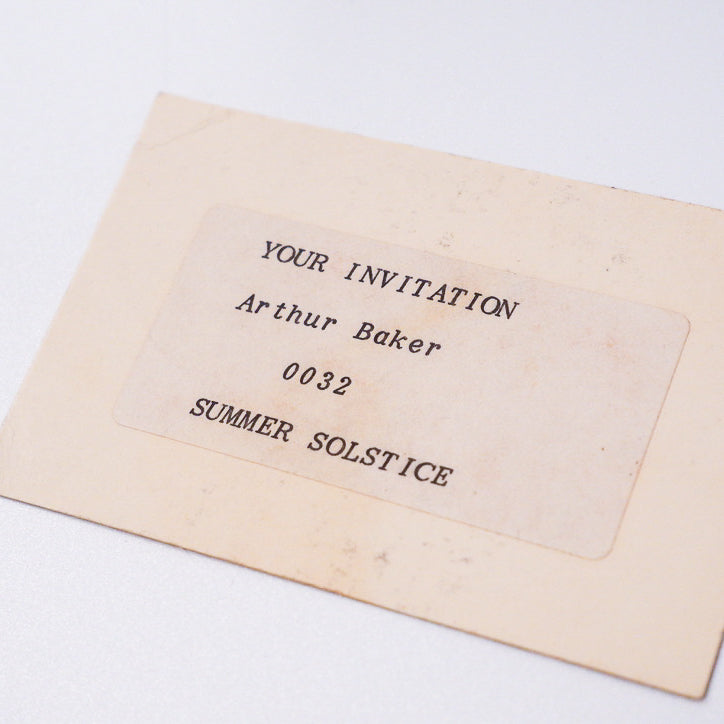 YOUR INVITATION
Arthur Baker
0032
SUMMER SOLSTICE